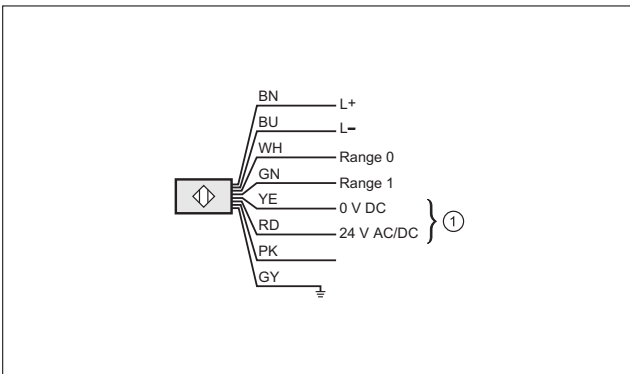 BN L+
BU L-
WH Range 0
GN Range 1
YE 0 V DC
RD 24 V AC/DC
1
PK
GY